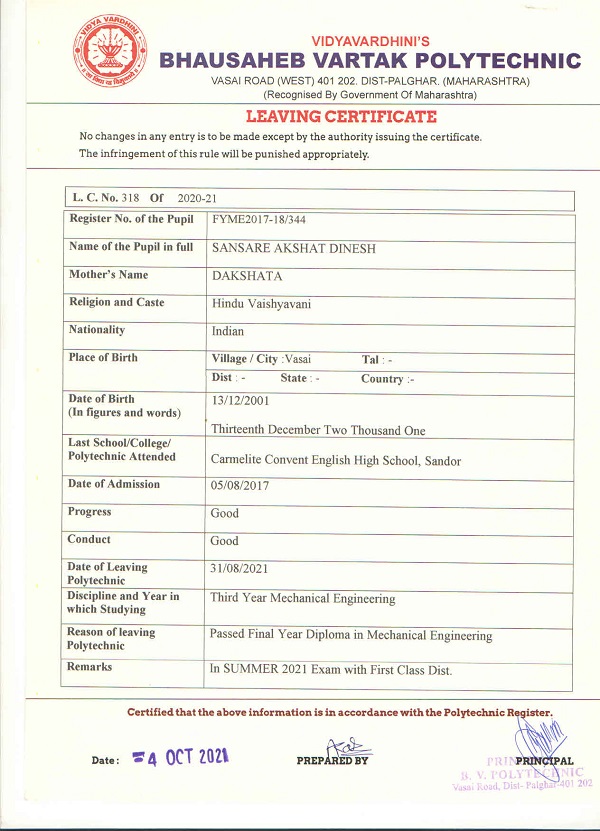 VIDYA VARDHINI
VIDYAVARDHINI'S
BHAUSAHEB VARTAK POLYTECHNIC
VASAI ROAD (WEST) 401 202. DIST-PALGHAR. (MAHARASHTRA)
(Recognised By Government Of Maharashtra)
LEAVING CERTIFICATE
No changes in any entry is to be made except by the authority issuing the certificate.
The infringement of this rule will be punished appropriately.
L. C. No. 318 Of 2020-21
Register No. of the Pupil FYME2017-18/344
Name of the Pupil in full SANSARE AKSHAT DINESH
Mother's Name DAKSHATA
Religion and Caste Hindu Vaishyavani
Nationality Indian
Place of Birth Village / City :Vasai Tal : -
Dist : - State : - Country :-
Date of Birth 13/12/2001
(In figures and words)
Thirteenth December Two Thousand One
Last School/College/
Polytechnic Attended Carmelite Convent English High School, Sandor
Date of Admission 05/08/2017
Progress Good
Conduct Good
Date of Leaving 31/08/2021
Polytechnic
Discipline and Year in Third Year Mechanical Engineering
which Studying
Reason of leaving Passed Final Year Diploma in Mechanical Engineering
Polytechnic
Remarks In SUMMER 2021 Exam with First Class Dist.
Certified that the above information is in accordance with the Polytechnic Register.
Date : =4 OCT 2021 PREPARED BY PRINCIPAL
B. V. POLYTECHNIC
Vasai Road, Dist- Palghar-401 202